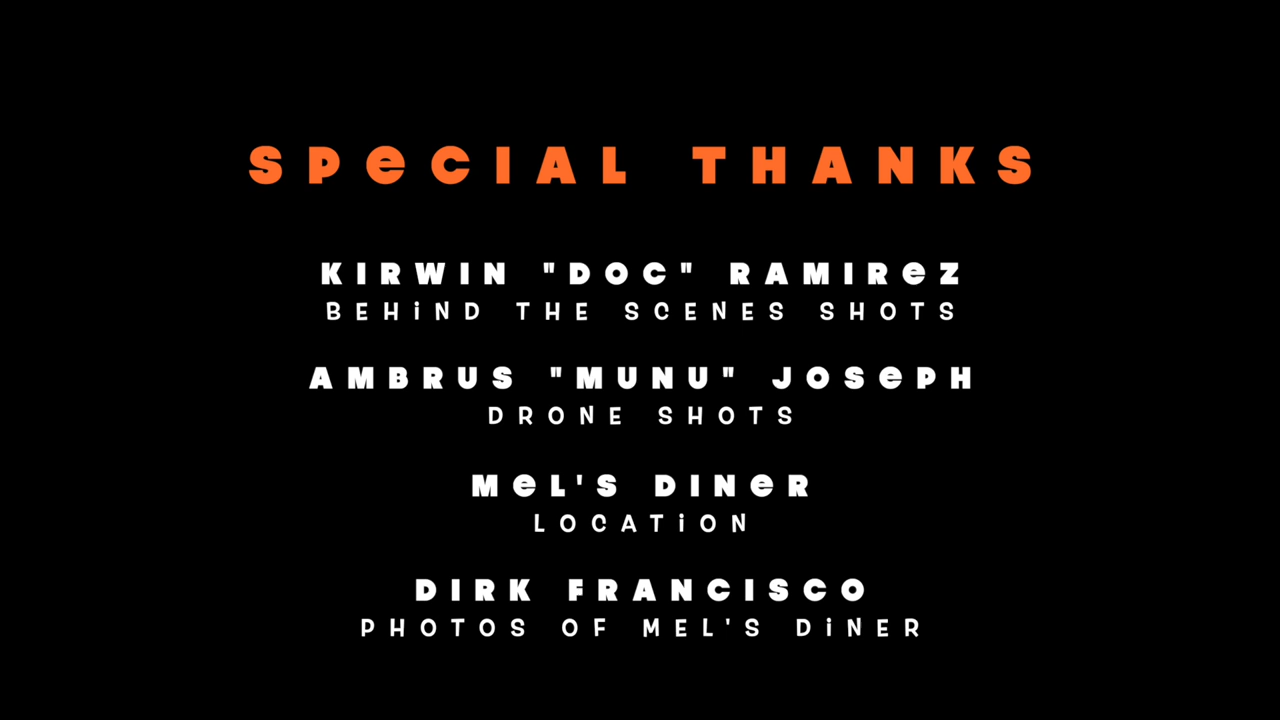 SPeCIAL THANKS
KIRWIN "DOC" RAMIReZ
BEHiND THE SCENES SHOTS
AMBRUS "MUNU" JOSePH
DRONE SHOTS
MeL'S DINeR
LOCATiON
DIRK FRANCISCO
PHOTOS OF MEL'S DiNER